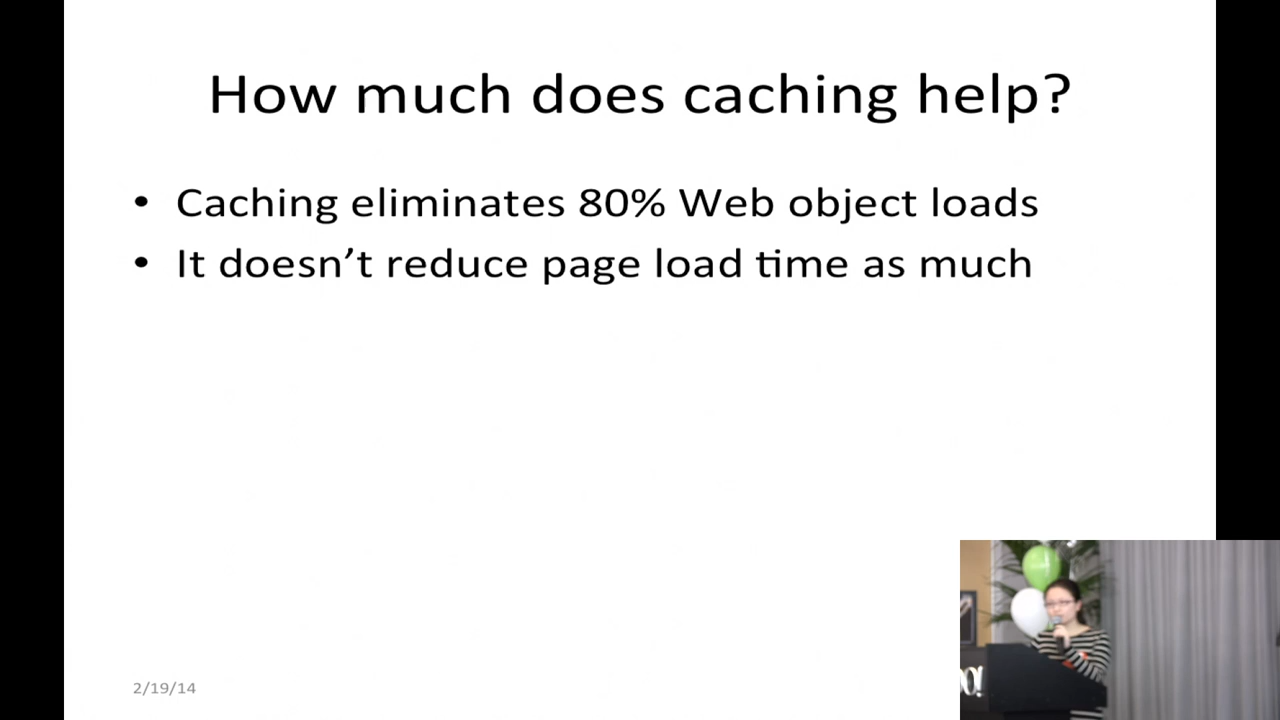 How much does caching help?
• Caching eliminates 80% Web object loads
• It doesn't reduce page load time as much
2/19/14